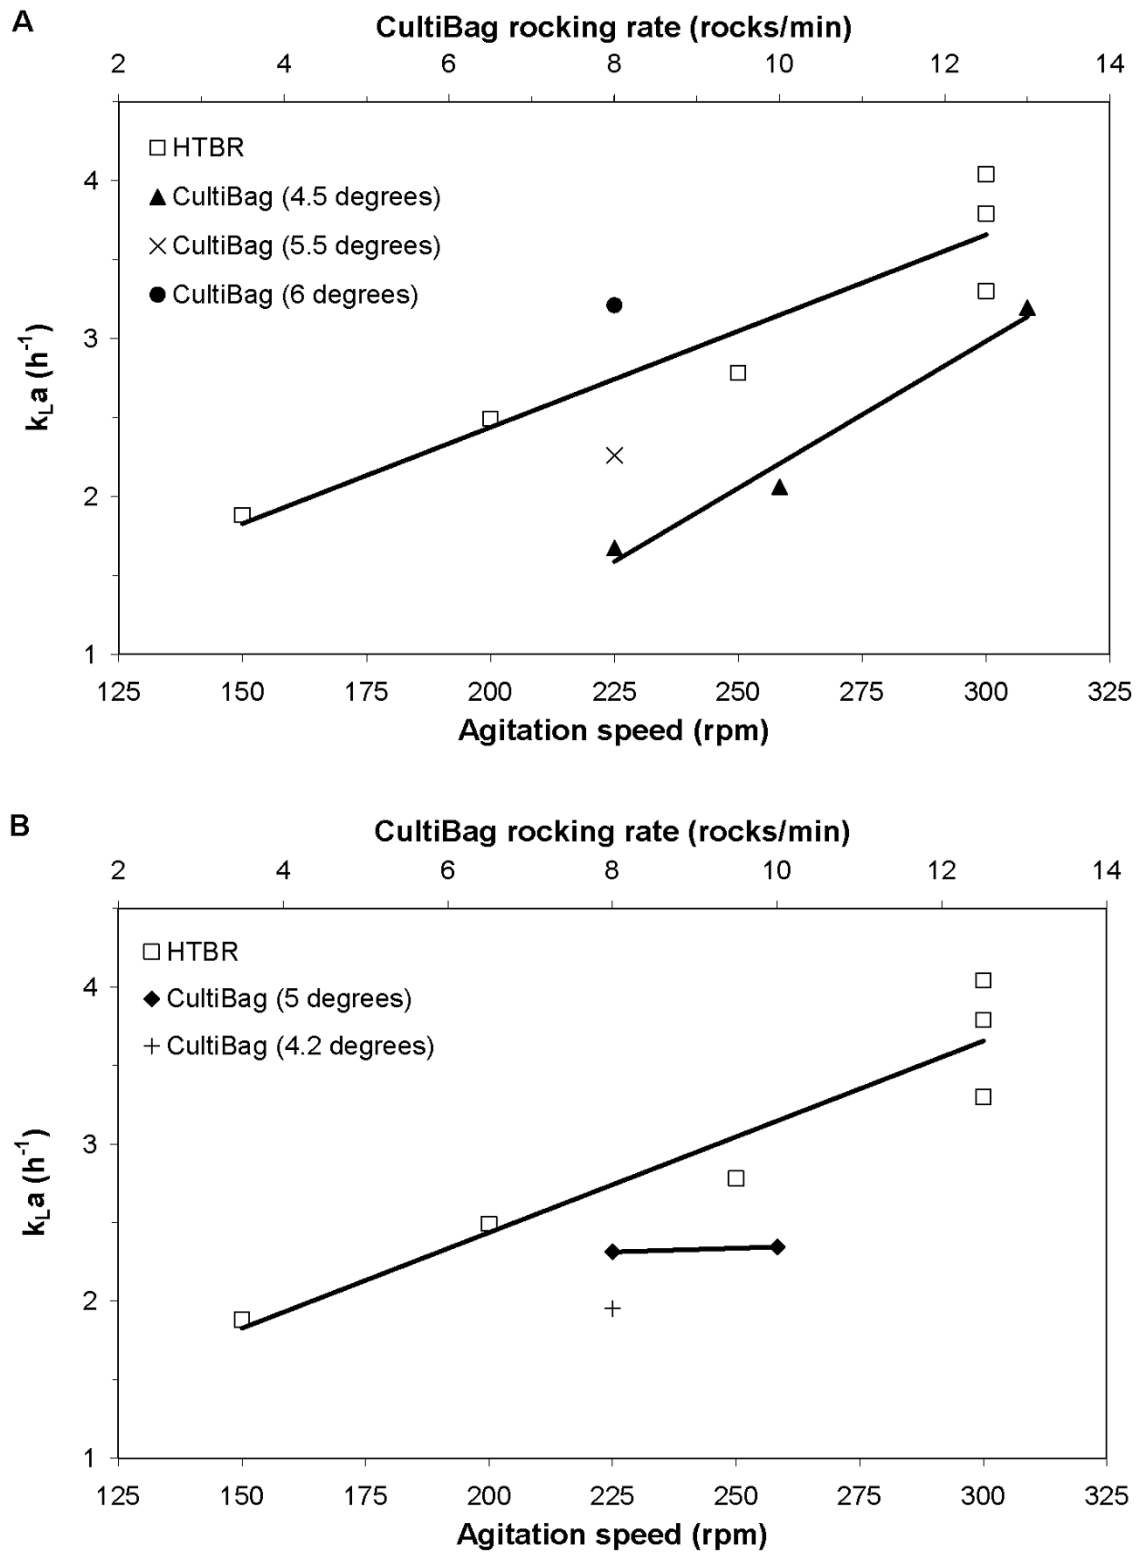 A
CultiBag rocking rate (rocks/min)
2 4 6 8 10 12 14
HTBR
CultiBag (4.5 degrees)
CultiBag (5.5 degrees)
CultiBag (6 degrees)
4
3
2
1
kLa (h-1)
125 150 175 200 225 250 275 300 325
Agitation speed (rpm)
B
CultiBag rocking rate (rocks/min)
2 4 6 8 10 12 14
HTBR
CultiBag (5 degrees)
CultiBag (4.2 degrees)
4
3
2
1
kLa (h-1)
125 150 175 200 225 250 275 300 325
Agitation speed (rpm)